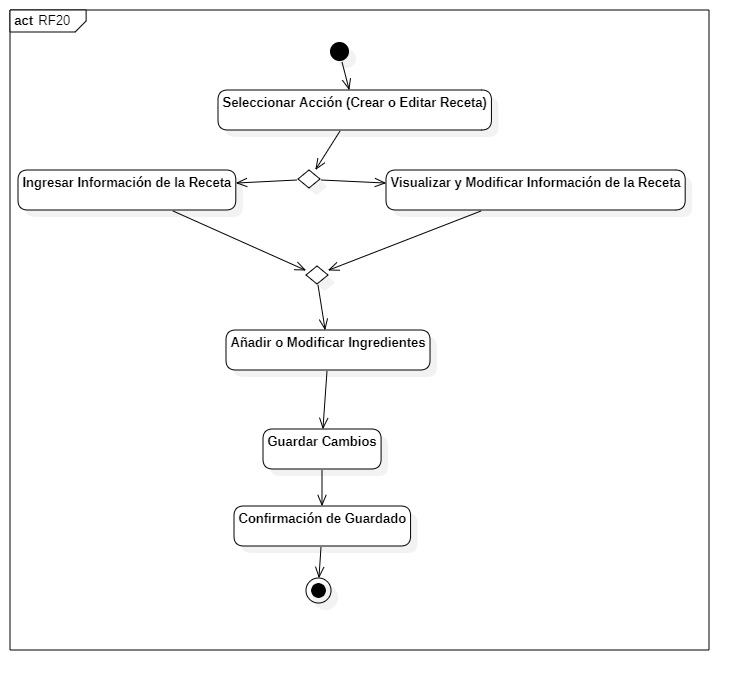 act RF20
Seleccionar Acción (Crear o Editar Receta)
Ingresar Información de la Receta
Visualizar y Modificar Información de la Receta
Añadir o Modificar Ingredientes
Guardar Cambios
Confirmación de Guardado